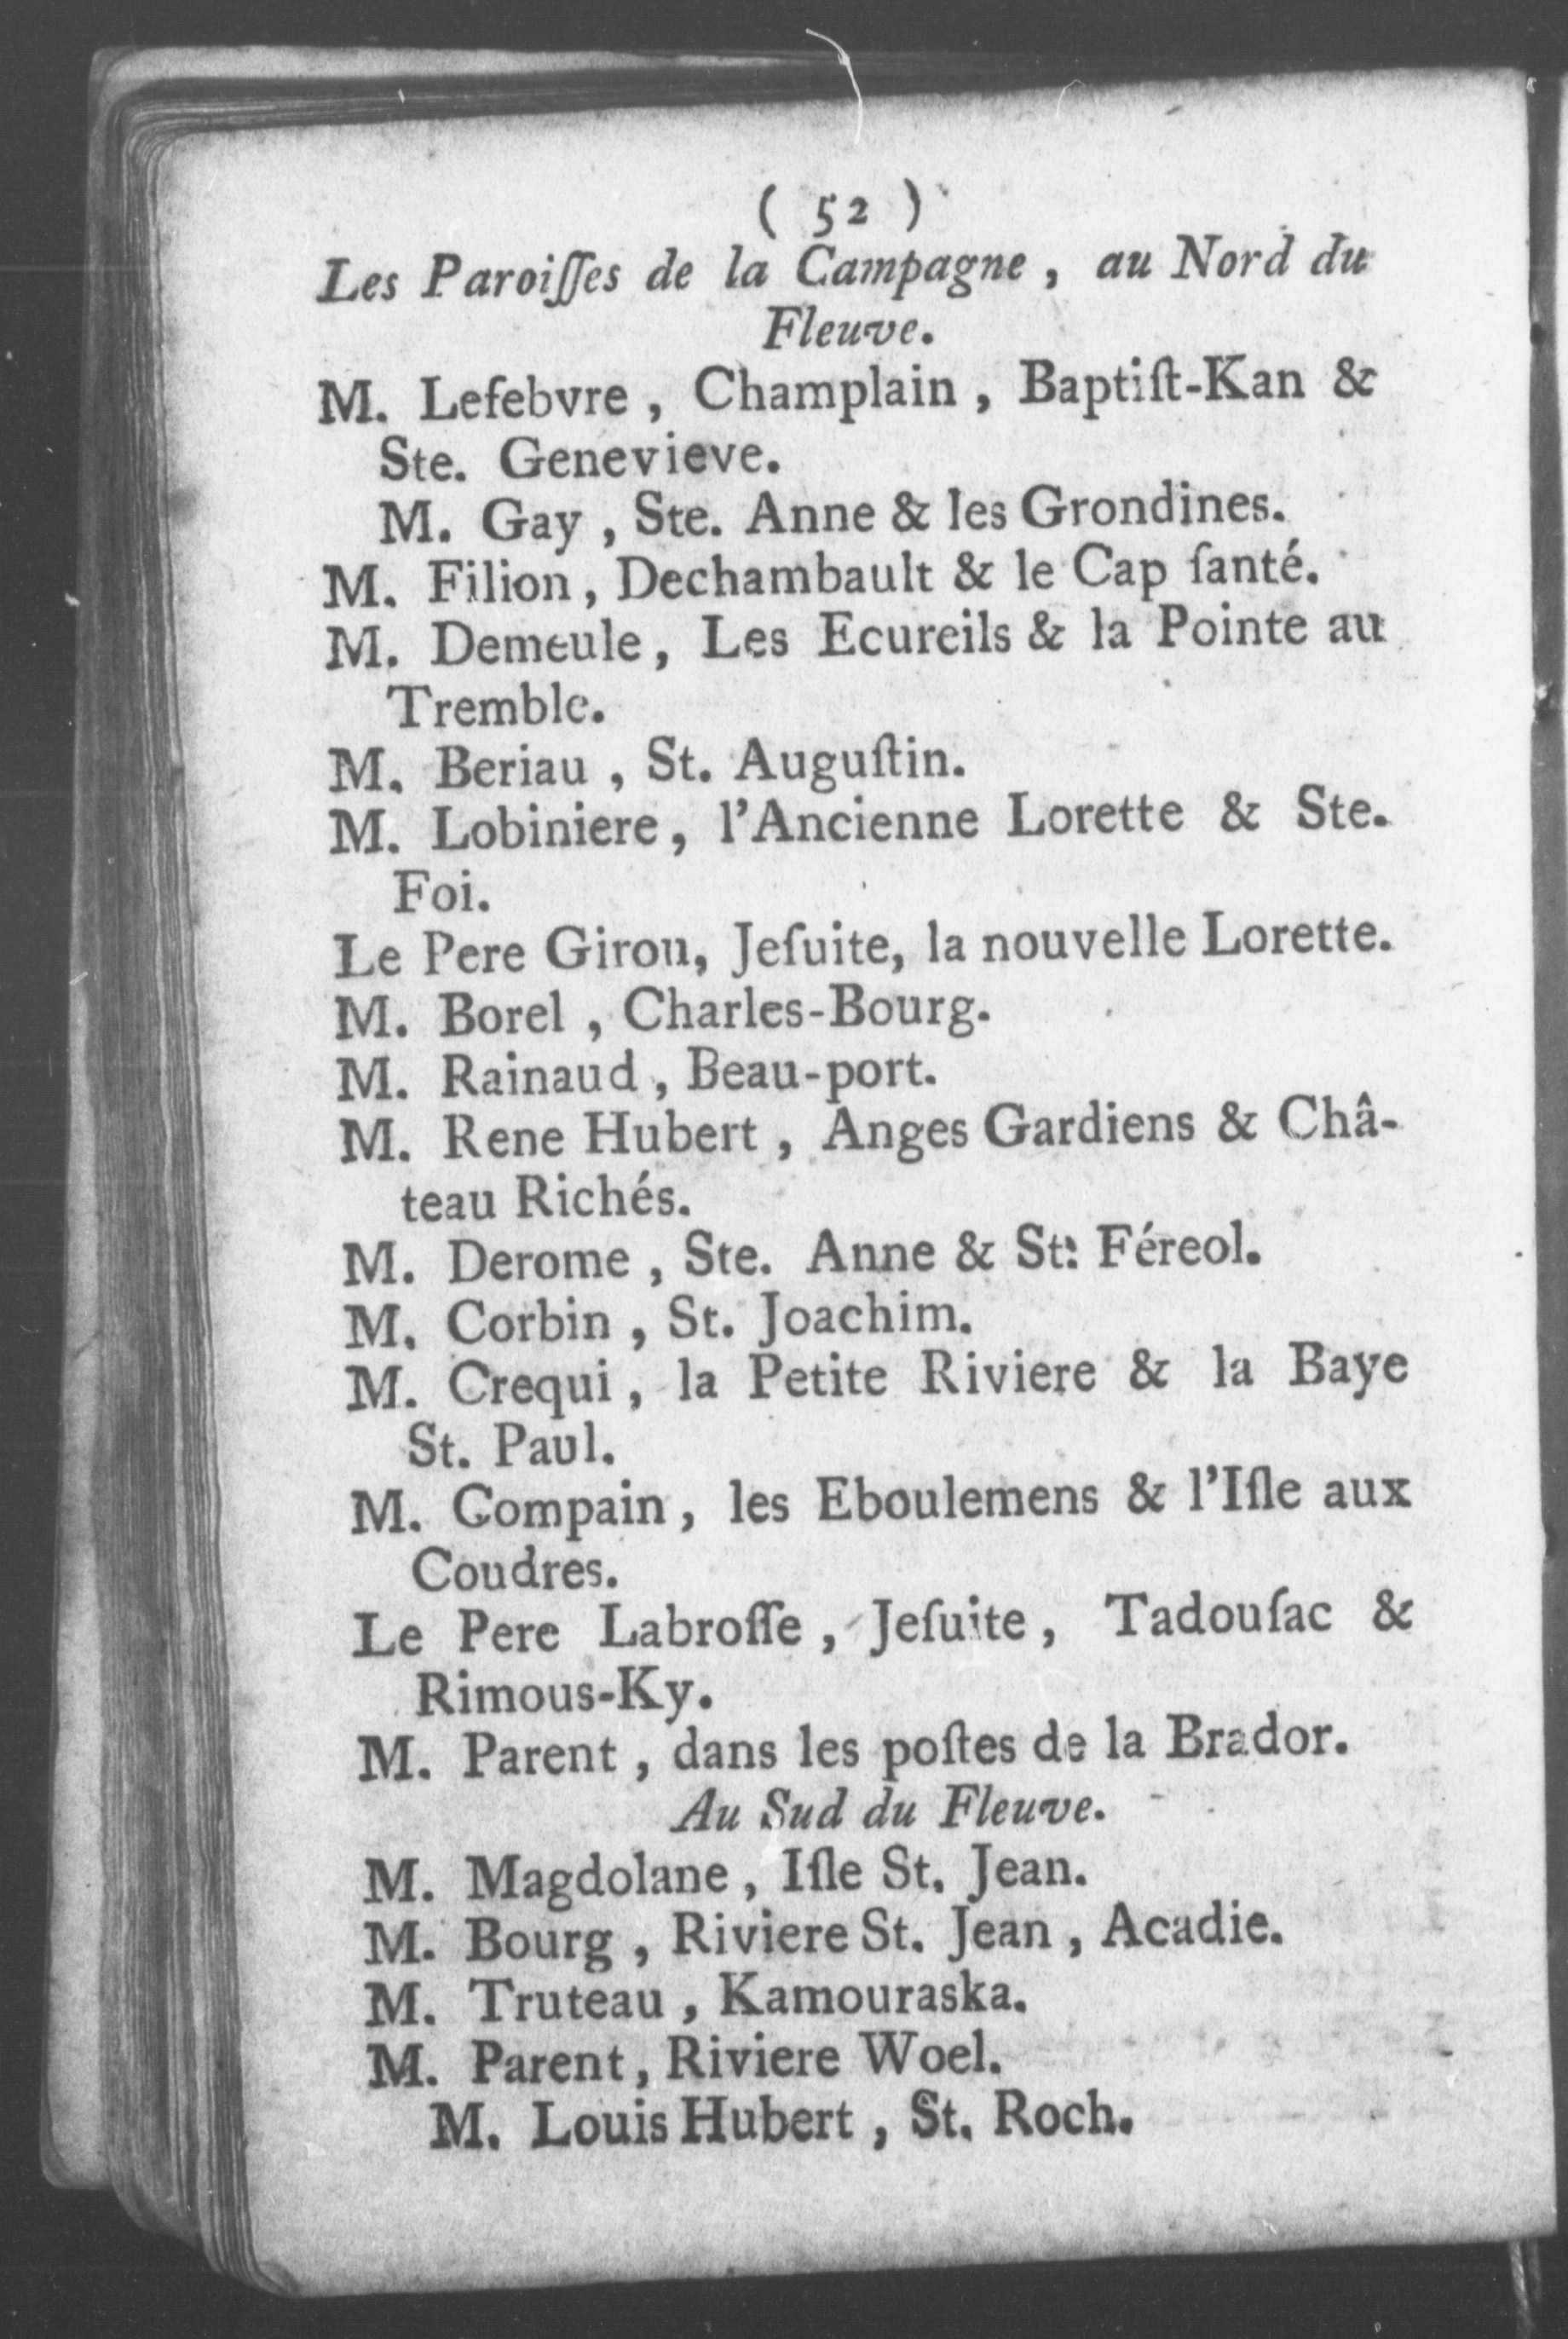 ( 52 )
Les Paroiſſes de la Campagne , au Nord du
Fleuve.
M. Lefebvre , Champlain , Baptiſt-Kan &
Ste. Genevieve.
M. Gay , Ste. Anne & les Grondines.
M. Filion , Dechambault & le Cap ſanté.
M. Demeule , Les Ecureils & la Pointe au
Tremble.
M. Beriau , St. Auguſtin.
M. Lobiniere , l'Ancienne Lorette & Ste.
Foi.
Le Pere Girou, Jeſuite, la nouvelle Lorette.
M. Borel , Charles-Bourg.
M. Rainaud , Beau-port.
M. Rene Hubert , Anges Gardiens & Châ-
teau Richés.
M. Derome , Ste. Anne & St: Féreol.
M. Corbin , St. Joachim.
M. Crequi , la Petite Riviere & la Baye
St. Paul.
M. Compain , les Eboulemens & l'Iſle aux
Coudres.
Le Pere Labroſſe , Jeſuite , Tadouſac &
Rimous-Ky.
M. Parent , dans les poſtes de la Brador.
Au Sud du Fleuve.
M. Magdolane , Iſle St. Jean.
M. Bourg , Riviere St. Jean , Acadie.
M. Truteau , Kamouraska.
M. Parent , Riviere Woel.
M. Louis Hubert , St. Roch.